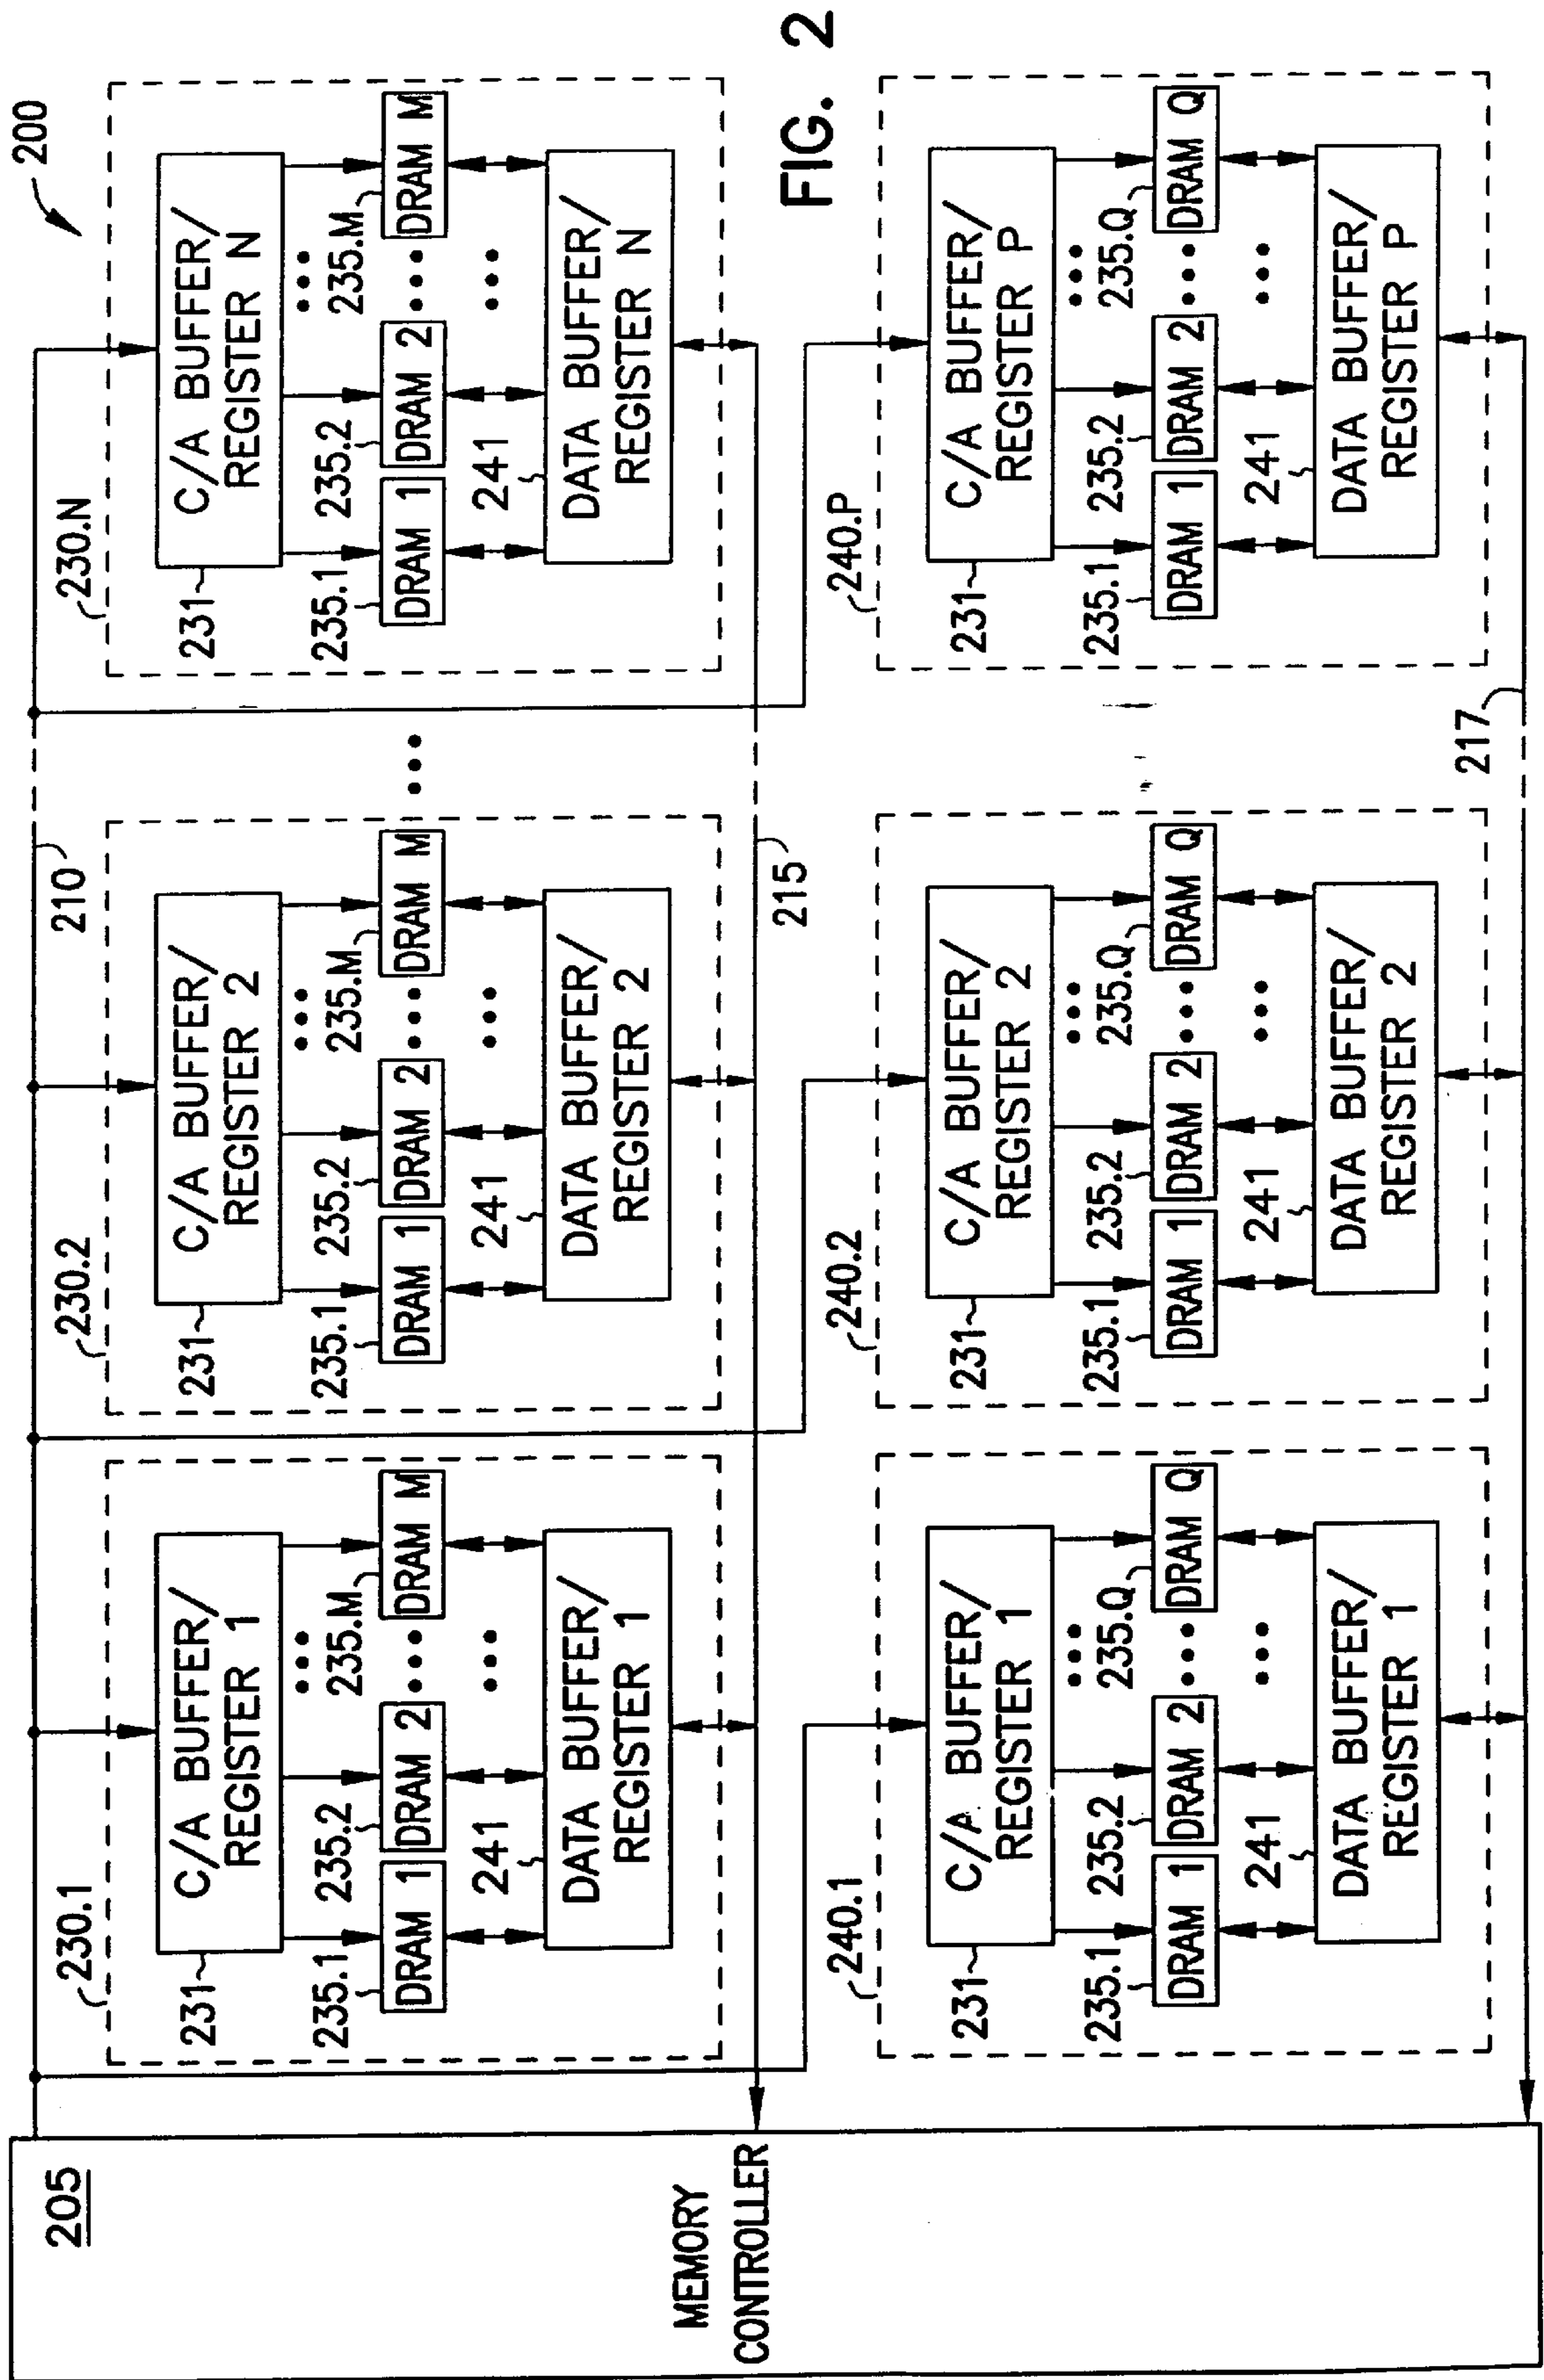 200
205
MEMORY
CONTROLLER
210
230.1
C/A BUFFER/
REGISTER 1
231
235.1
235.2
235.M
DRAM 1
DRAM 2
DRAM M
241
DATA BUFFER/
REGISTER 1
230.2
C/A BUFFER/
REGISTER 2
231
235.1
235.2
235.M
DRAM 1
DRAM 2
DRAM M
241
DATA BUFFER/
REGISTER 2
230.N
C/A BUFFER/
REGISTER N
231
235.1
235.2
235.M
DRAM 1
DRAM 2
DRAM M
241
DATA BUFFER/
REGISTER N
215
240.1
C/A BUFFER/
REGISTER 1
231
235.1
235.2
235.Q
DRAM 1
DRAM 2
DRAM Q
241
DATA BUFFER/
REGISTER 1
240.2
C/A BUFFER/
REGISTER 2
231
235.1
235.2
235.Q
DRAM 1
DRAM 2
DRAM Q
241
DATA BUFFER/
REGISTER 2
240.P
C/A BUFFER/
REGISTER P
231
235.1
235.2
235.Q
DRAM 1
DRAM 2
DRAM Q
241
DATA BUFFER/
REGISTER P
217
FIG. 2